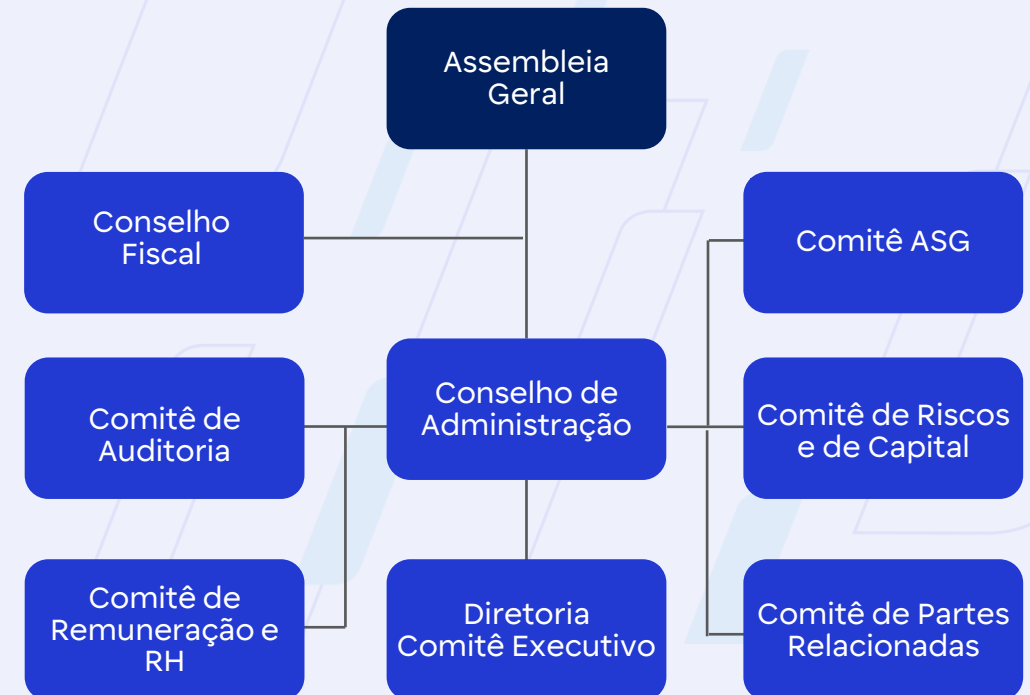 Assembleia
Geral
Conselho
Fiscal
Comitê ASG
Comitê de
Auditoria
Conselho de
Administração
Comitê de Riscos
e de Capital
Comitê de
Remuneração e
RH
Diretoria
Comitê Executivo
Comitê de Partes
Relacionadas